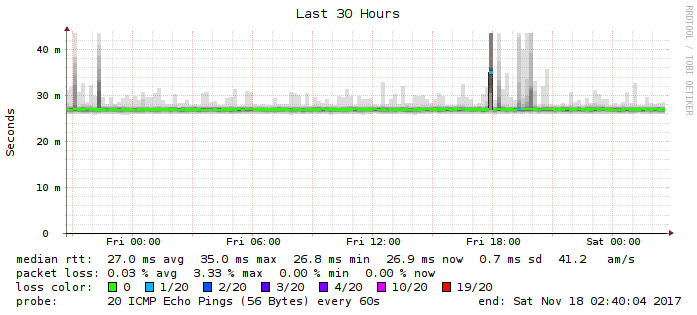 Last 30 Hours
RRDTOOL / TOBI OETIKER
Seconds
40 m
30 m
20 m
10 m
0
Fri 00:00 Fri 06:00 Fri 12:00 Fri 18:00 Sat 00:00
median rtt: 27.0 ms avg 35.0 ms max 26.8 ms min 26.9 ms now 0.7 ms sd 41.2 am/s
packet loss: 0.03 % avg 3.33 % max 0.00 % min 0.00 % now
loss color: 0 1/20 2/20 3/20 4/20 10/20 19/20
probe: 20 ICMP Echo Pings (56 Bytes) every 60s end: Sat Nov 18 02:40:04 2017